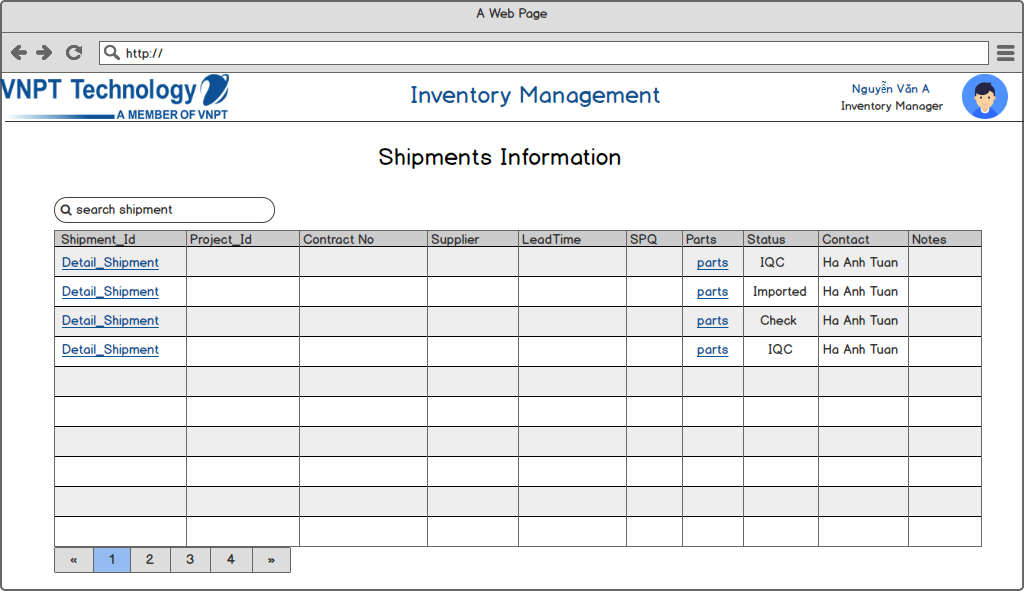 A Web Page
http://
VNPT Technology
A MEMBER OF VNPT
Inventory Management
Nguyễn Văn A
Inventory Manager
Shipments Information
search shipment
Shipment_Id Project_Id Contract No Supplier LeadTime SPQ Parts Status Contact Notes
Detail_Shipment parts IQC Ha Anh Tuan
Detail_Shipment parts Imported Ha Anh Tuan
Detail_Shipment parts Check Ha Anh Tuan
Detail_Shipment parts IQC Ha Anh Tuan
« 1 2 3 4 »